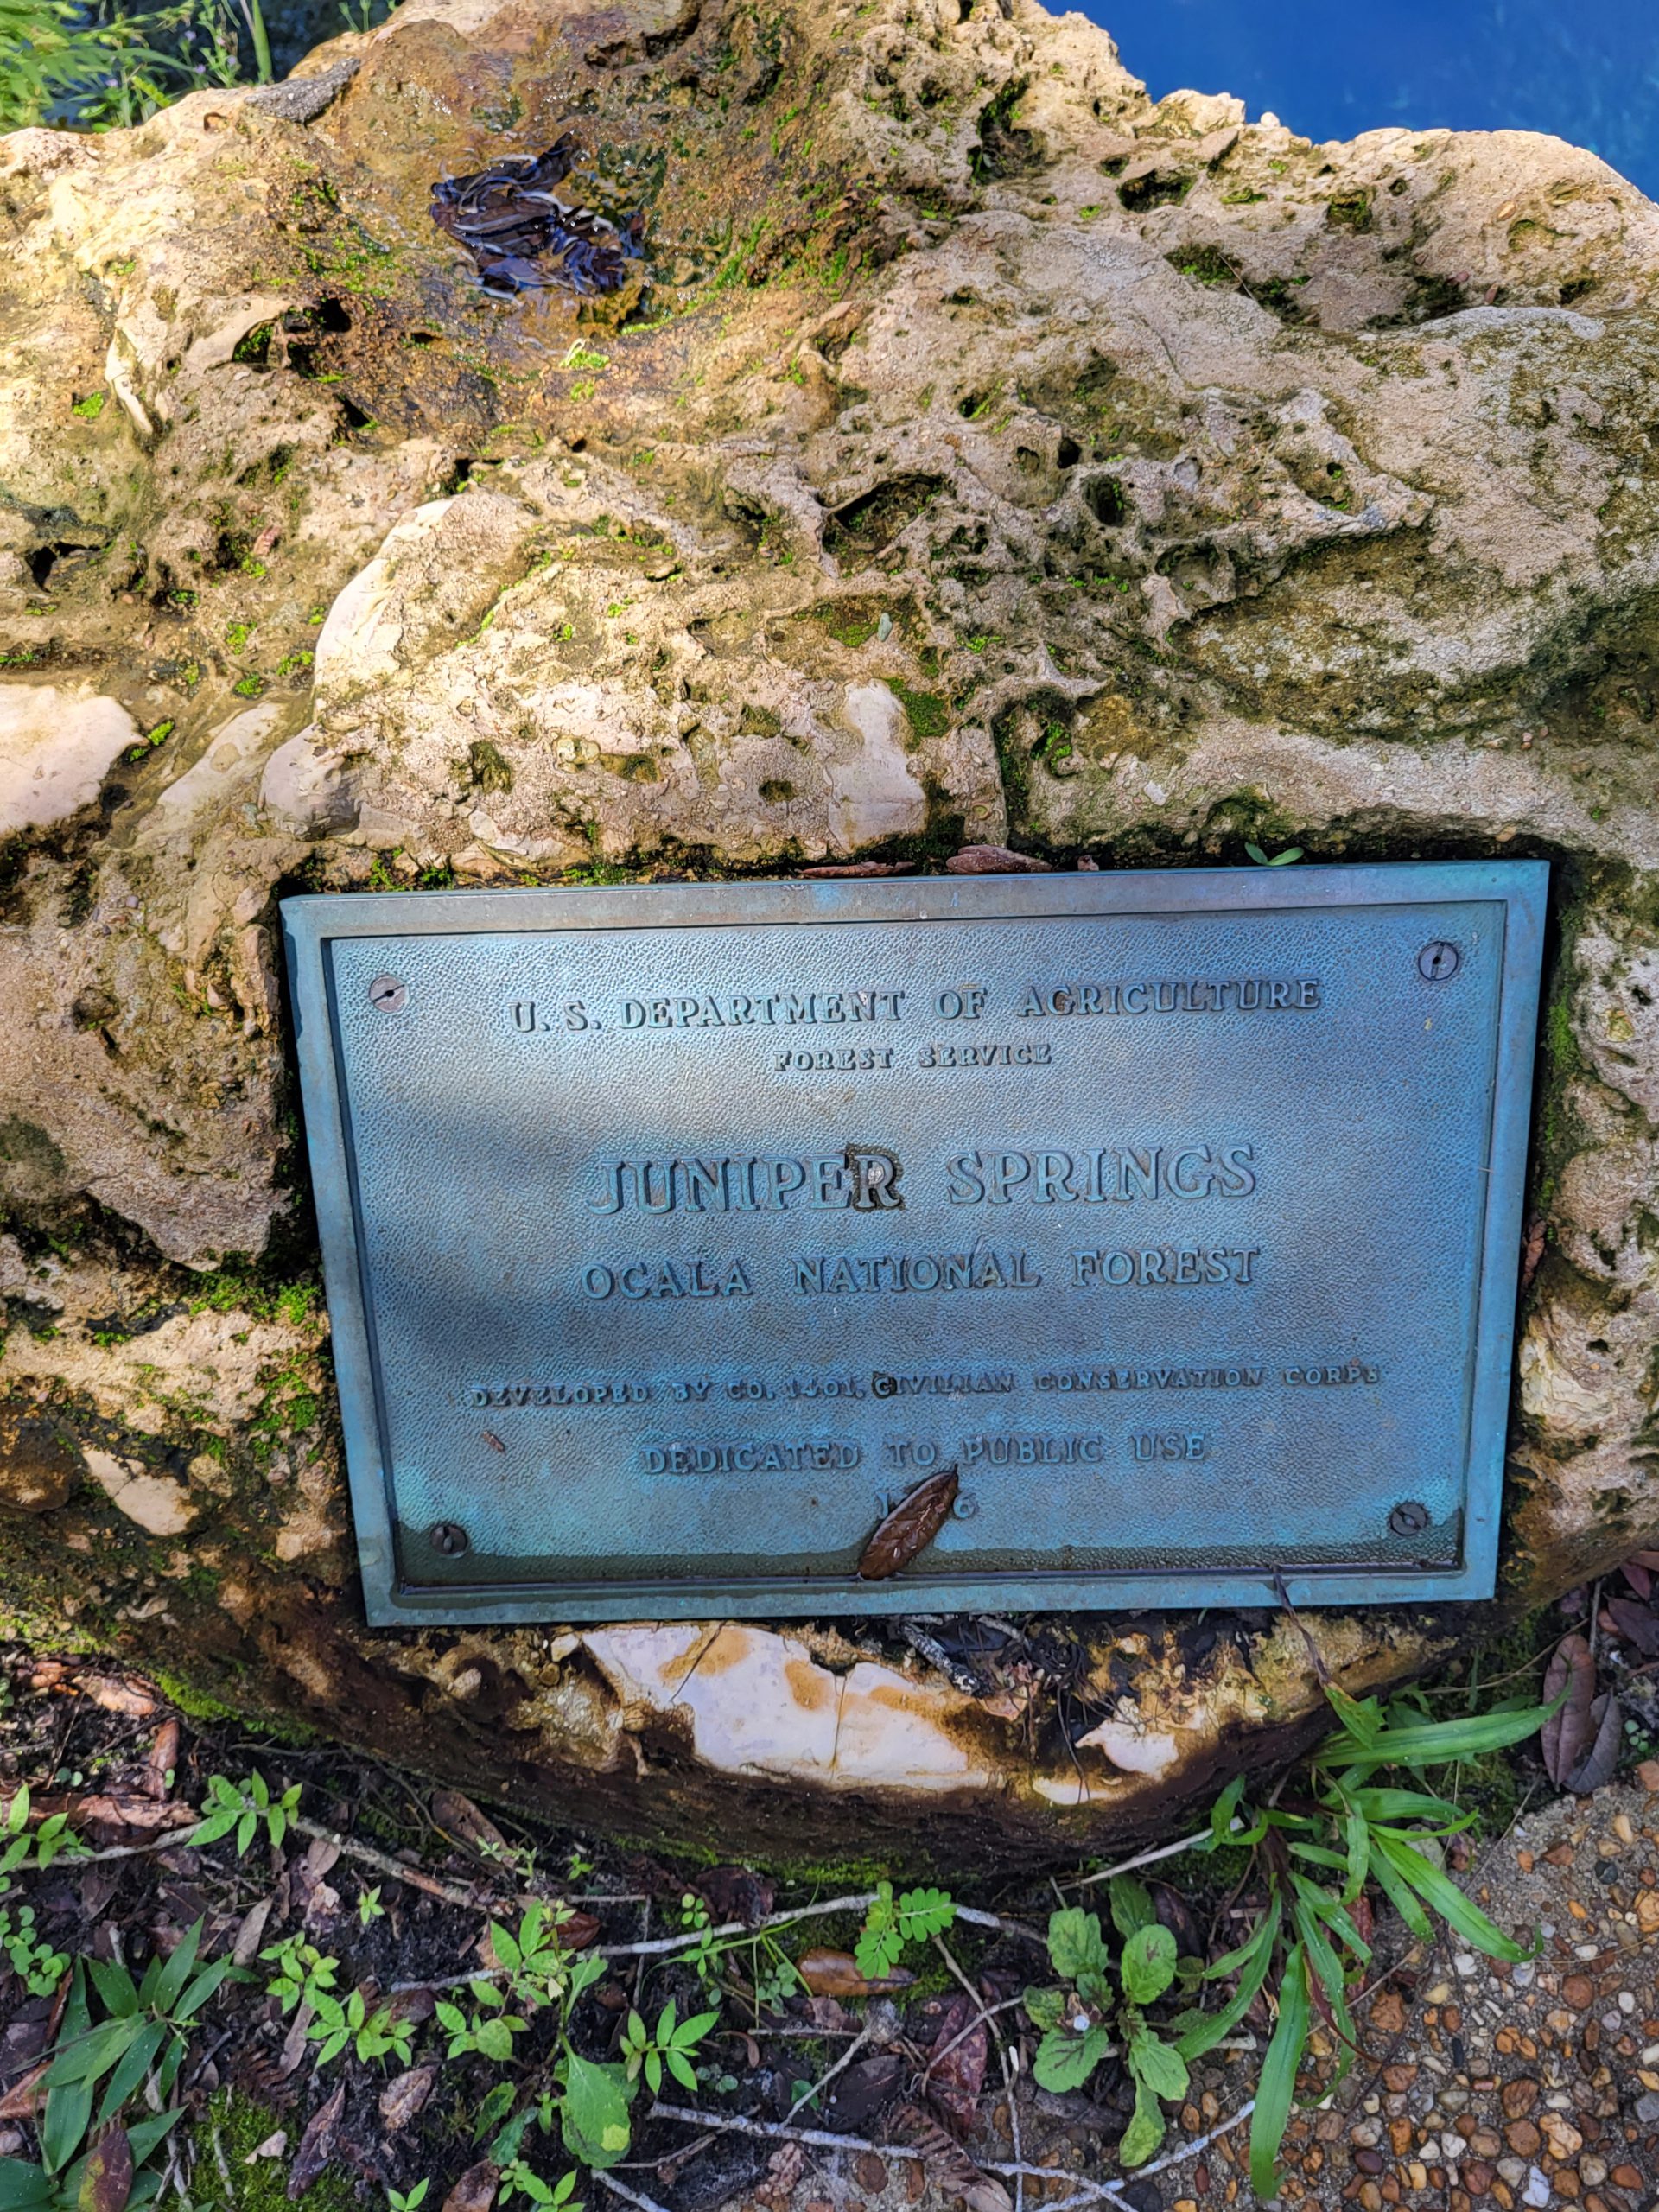 U. S. DEPARTMENT OF AGRICULTURE
FOREST SERVICE
JUNIPER SPRINGS
OCALA NATIONAL FOREST
DEVELOPED BY CO. 1401, CIVILIAN CONSERVATION CORPS
DEDICATED TO PUBLIC USE